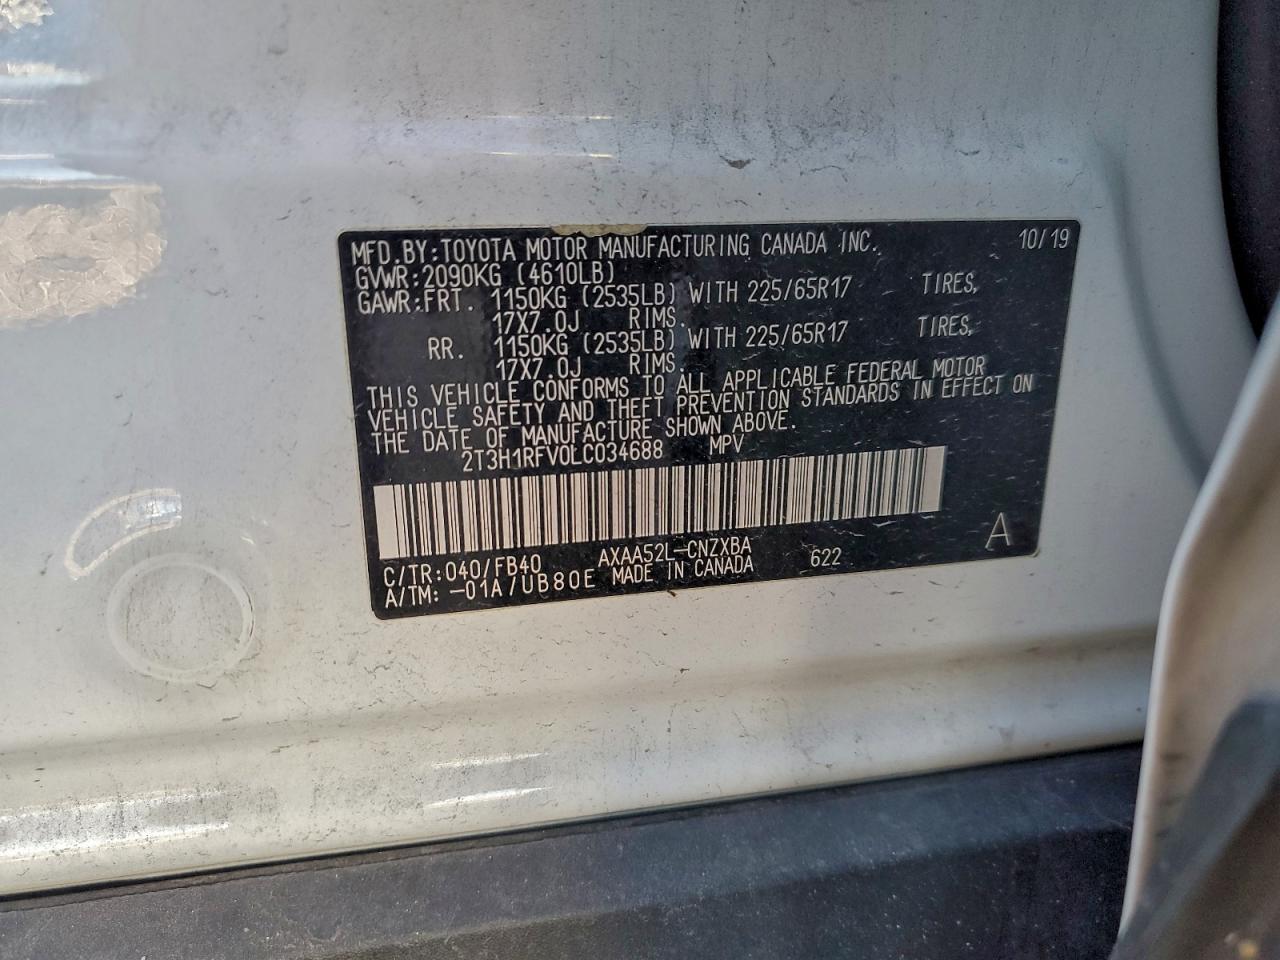 MFD.BY:TOYOTA MOTOR MANUFACTURING CANADA INC. 10/19
GVWR:2090KG (4610LB)
GAWR:FRT. 1150KG (2535LB) WITH 225/65R17 TIRES,
17X7.0J RIMS.
RR. 1150KG (2535LB) WITH 225/65R17 TIRES,
17X7.0J RIMS.
THIS VEHICLE CONFORMS TO ALL APPLICABLE FEDERAL MOTOR
VEHICLE SAFETY AND THEFT PREVENTION STANDARDS IN EFFECT ON
THE DATE OF MANUFACTURE SHOWN ABOVE.
2T3H1RFV0LC034688 MPV
C/TR:040/FB40 AXAA52L-CNZXBA 622 A
A/TM: -01A/UB80E MADE IN CANADA